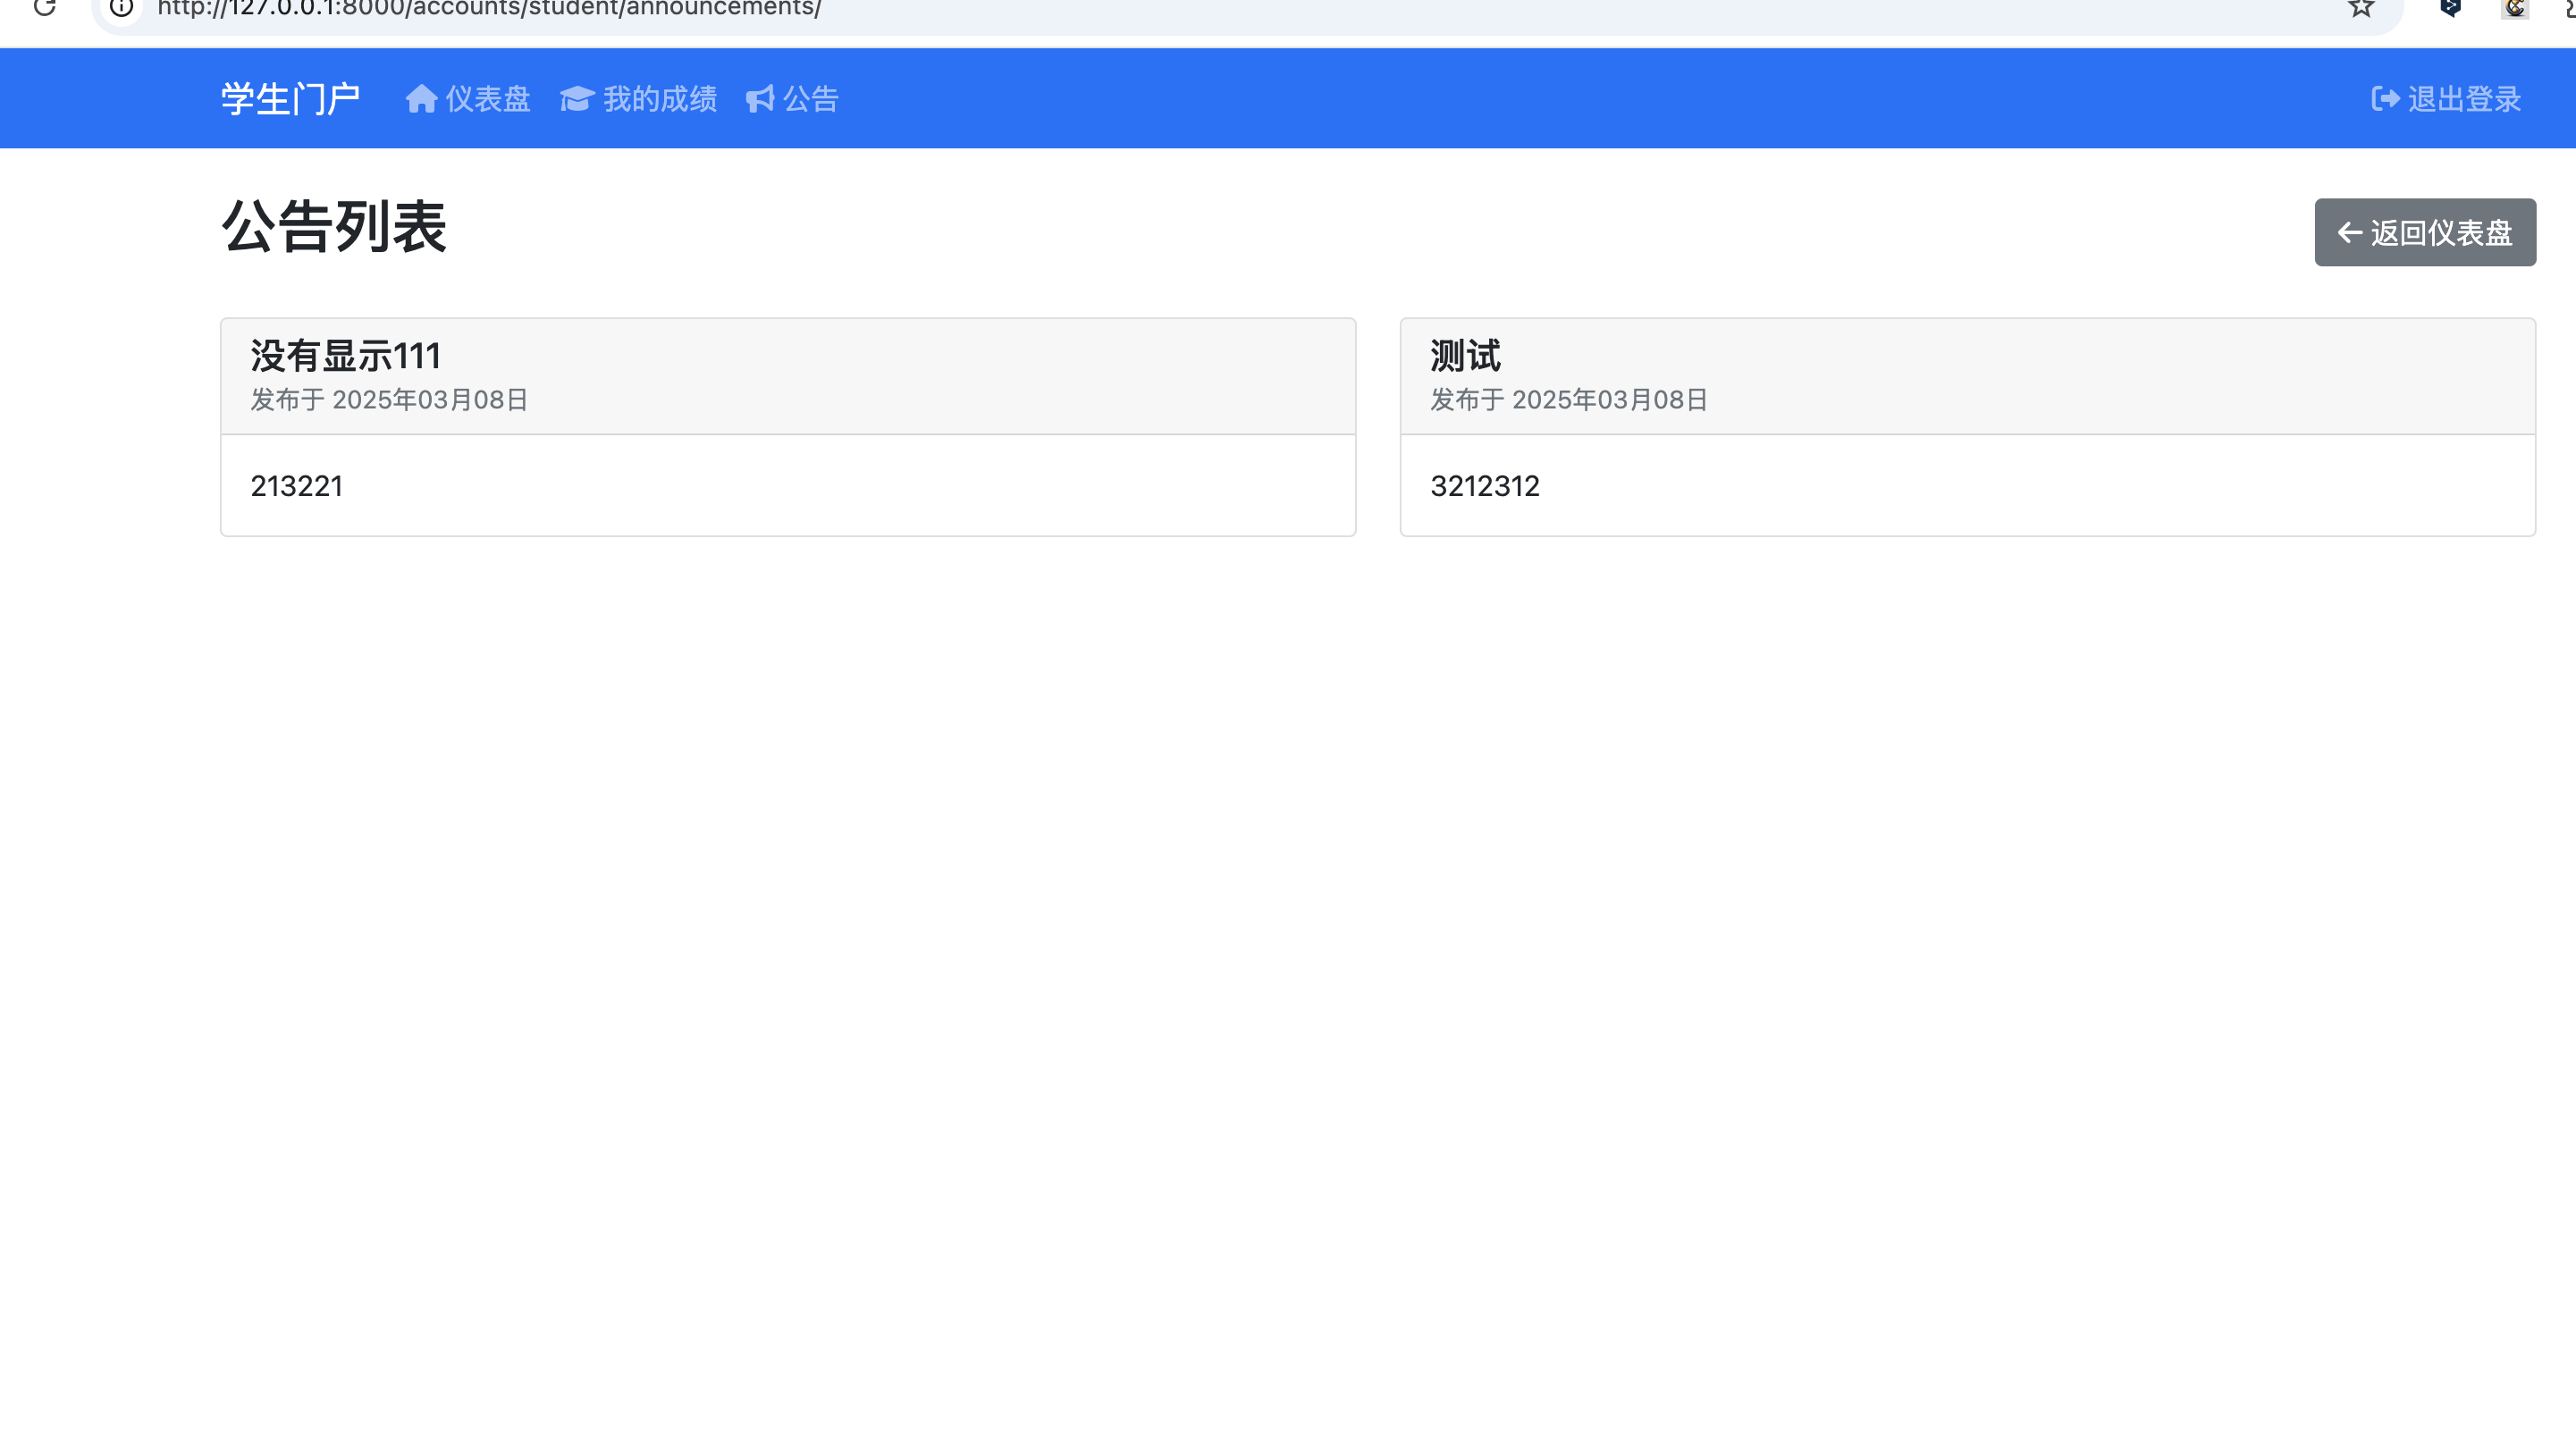 http://127.0.0.1:8000/accounts/student/announcements/
学生门户 仪表盘 我的成绩 公告 退出登录
公告列表
返回仪表盘
没有显示111
发布于 2025年03月08日
213221
测试
发布于 2025年03月08日
3212312